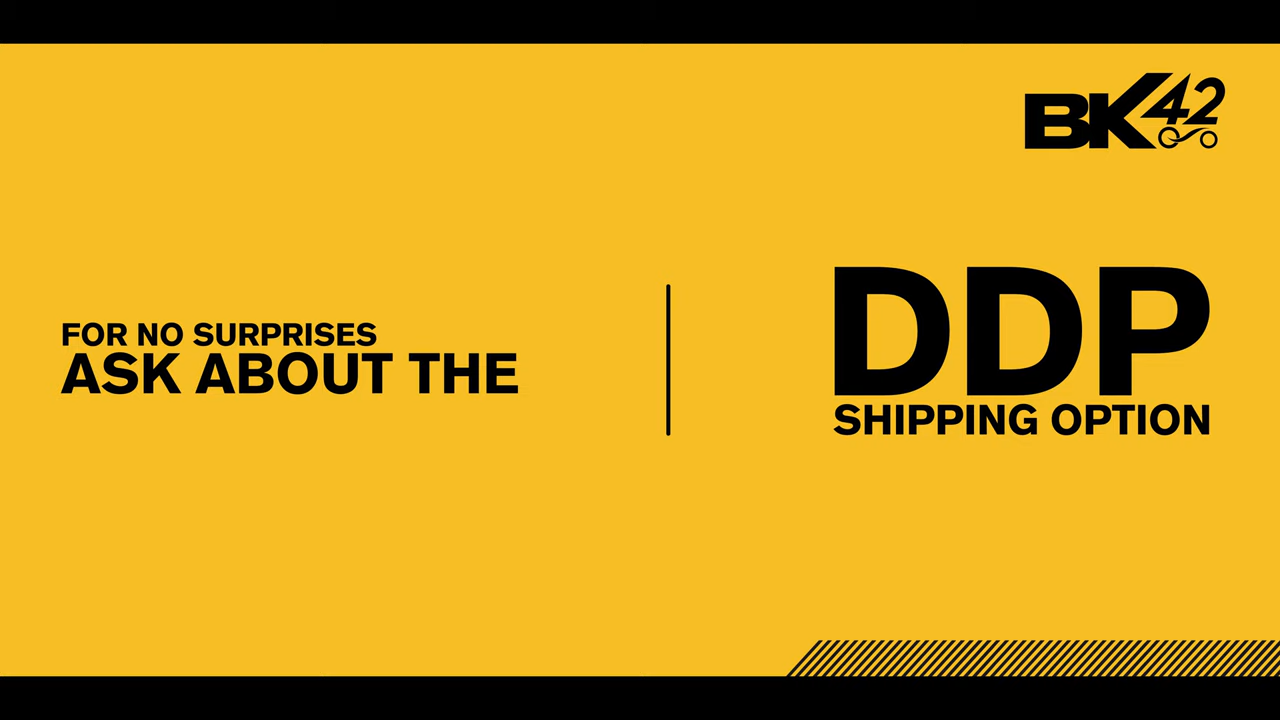 BK42
FOR NO SURPRISES
ASK ABOUT THE
DDP
SHIPPING OPTION